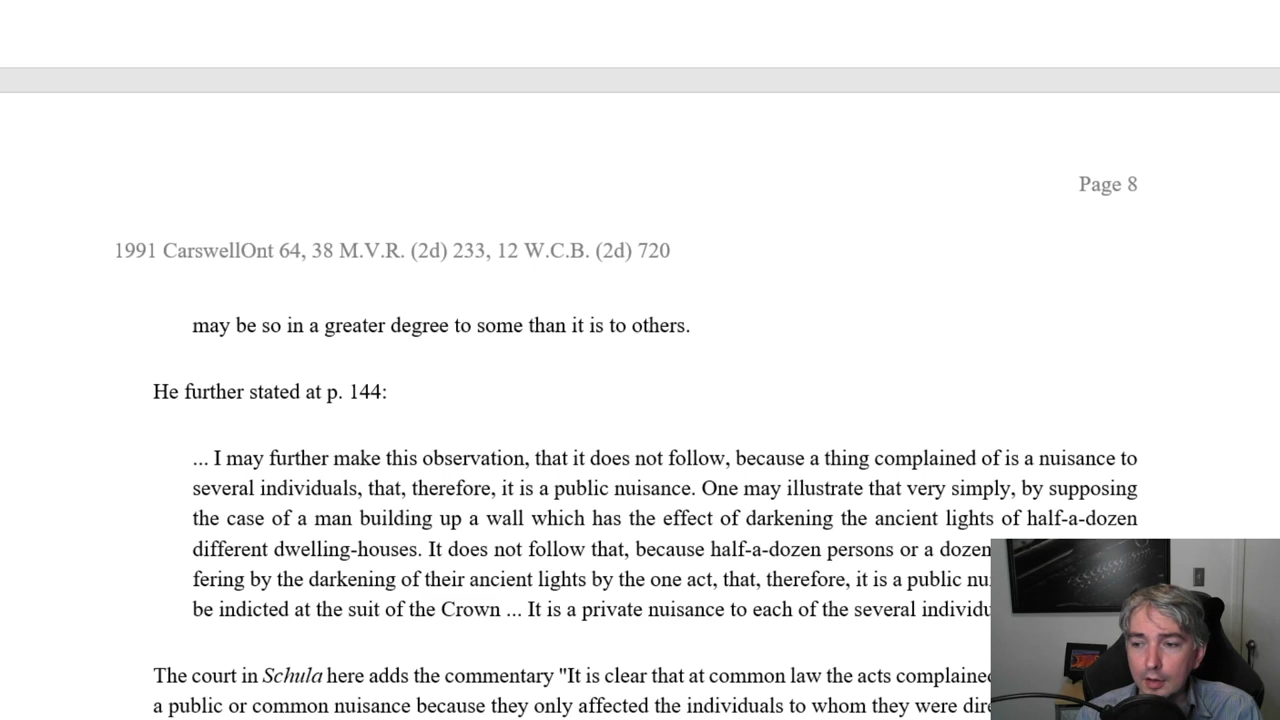 Page 8
1991 CarswellOnt 64, 38 M.V.R. (2d) 233, 12 W.C.B. (2d) 720
may be so in a greater degree to some than it is to others.
He further stated at p. 144:
... I may further make this observation, that it does not follow, because a thing complained of is a nuisance to
several individuals, that, therefore, it is a public nuisance. One may illustrate that very simply, by supposing
the case of a man building up a wall which has the effect of darkening the ancient lights of half-a-dozen
different dwelling-houses. It does not follow that, because half-a-dozen persons or a dozen
fering by the darkening of their ancient lights by the one act, that, therefore, it is a public
be indicted at the suit of the Crown ... It is a private nuisance to each of the several
The court in Schula here adds the commentary "It is clear that at common law the acts
a public or common nuisance because they only affected the individuals to whom they were